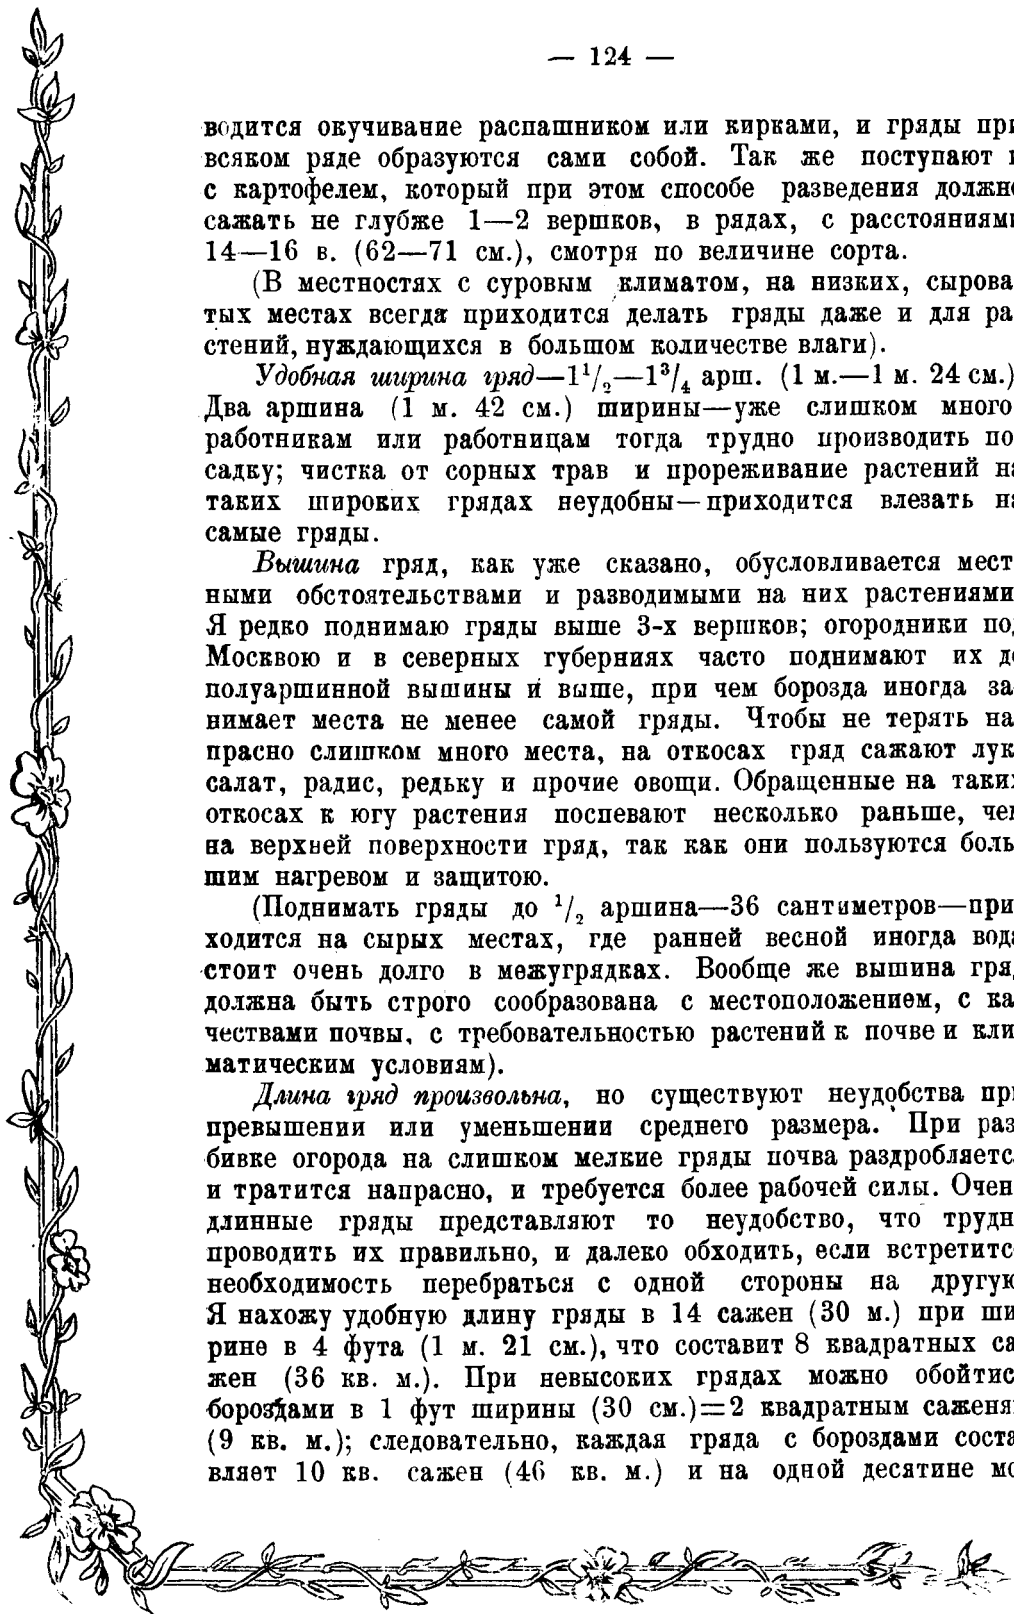 — 124 —
водится окучивание распашником или кирками, и гряды при
всяком ряде образуются сами собой. Так же поступают
с картофелем, который при этом способе разведения должно
сажать не глубже 1—2 вершков, в рядах, с расстояниями
14—16 в. (62—71 см.), смотря по величине сорта.
(В местностях с суровым климатом, на низких, сырова-
тых местах всегда приходится делать гряды даже и для ра-
стений, нуждающихся в большом количестве влаги).
Удобная ширина гряд—1¹/₂—1³/₄ арш. (1 м.—1 м. 24 см.)
Два аршина (1 м. 42 см.) ширины—уже слишком много
работникам или работницам тогда трудно производить по-
садку; чистка от сорных трав и прореживание растений на
таких широких грядах неудобны—приходится влезать на
самые гряды.
Вышина гряд, как уже сказано, обусловливается мест-
ными обстоятельствами и разводимыми на них растениями
Я редко поднимаю гряды выше 3-х вершков; огородники под
Москвою и в северных губерниях часто поднимают их до
полуаршинной вышины и выше, при чем борозда иногда за-
нимает места не менее самой гряды. Чтобы не терять на-
прасно слишком много места, на откосах гряд сажают лук
салат, радис, редьку и прочие овощи. Обращенные на таких
откосах к югу растения поспевают несколько раньше, чем
на верхней поверхности гряд, так как они пользуются боль-
шим нагревом и защитою.
(Поднимать гряды до ¹/₂ аршина—36 сантиметров—при-
ходится на сырых местах, где ранней весной иногда вода
стоит очень долго в межугрядках. Вообще же вышина гряд
должна быть строго сообразована с местоположением, с ка-
чествами почвы, с требовательностью растений к почве и кли-
матическим условиям).
Длина гряд произвольна, но существуют неудобства при
превышении или уменьшении среднего размера. При раз-
бивке огорода на слишком мелкие гряды почва раздробляетс
и тратится напрасно, и требуется более рабочей силы. Очен
длинные гряды представляют то неудобство, что трудн
проводить их правильно, и далеко обходить, если встретитс
необходимость перебраться с одной стороны на другую
Я нахожу удобную длину гряды в 14 сажен (30 м.) при ши-
рине в 4 фута (1 м. 21 см.), что составит 8 квадратных са-
жен (36 кв. м.). При невысоких грядах можно обойтис
бороздами в 1 фут ширины (30 см.)=2 квадратным саженя
(9 кв. м.); следовательно, каждая гряда с бороздами соста-
вляет 10 кв. сажен (46 кв. м.) и на одной десятине мо